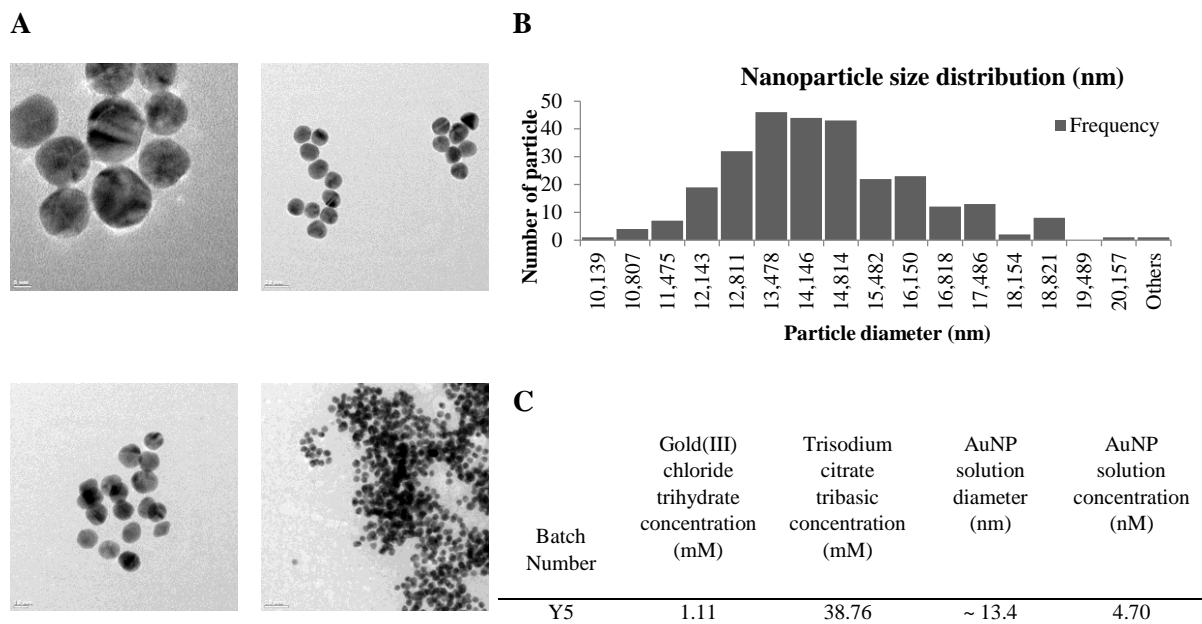 A
B
Nanoparticle size distribution (nm)
Number of particle
50
40
30
20
10
0
Frequency
10,139
10,807
11,475
12,143
12,811
13,478
14,146
14,814
15,482
16,150
16,818
17,486
18,154
18,821
19,489
20,157
Others
Particle diameter (nm)
C
Batch
Number
Gold(III)
chloride
trihydrate
concentration
(mM)
Trisodium
citrate
tribasic
concentration
(mM)
AuNP
solution
diameter
(nm)
AuNP
solution
concentration
(nM)
Y5 1.11 38.76 ~ 13.4 4.70